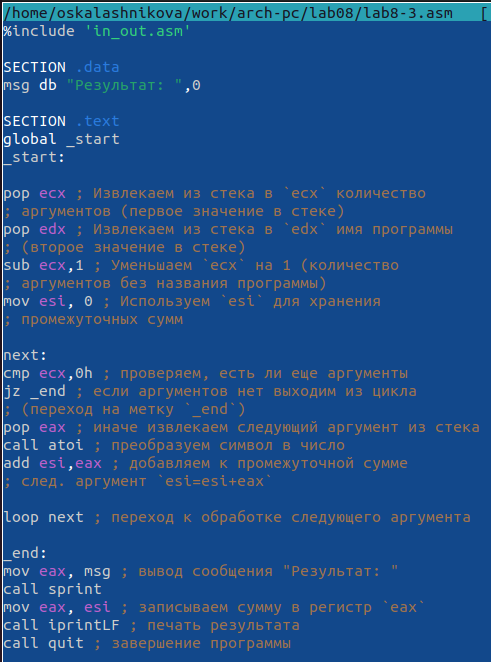 /home/oskalashnikova/work/arch-pc/lab08/lab8-3.asm   [
%include 'in_out.asm'

SECTION .data
msg db "Результат: ",0

SECTION .text
global _start
_start:

pop ecx ; Извлекаем из стека в `ecx` количество
; аргументов (первое значение в стеке)
pop edx ; Извлекаем из стека в `edx` имя программы
; (второе значение в стеке)
sub ecx,1 ; Уменьшаем `ecx` на 1 (количество
; аргументов без названия программы)
mov esi, 0 ; Используем `esi` для хранения
; промежуточных сумм

next:
cmp ecx,0h ; проверяем, есть ли еще аргументы
jz _end ; если аргументов нет выходим из цикла
; (переход на метку `_end`)
pop eax ; иначе извлекаем следующий аргумент из стека
call atoi ; преобразуем символ в число
add esi,eax ; добавляем к промежуточной сумме
; след. аргумент `esi=esi+eax`

loop next ; переход к обработке следующего аргумента

_end:
mov eax, msg ; вывод сообщения "Результат: "
call sprint
mov eax, esi ; записываем сумму в регистр `eax`
call iprintLF ; печать результата
call quit ; завершение программы